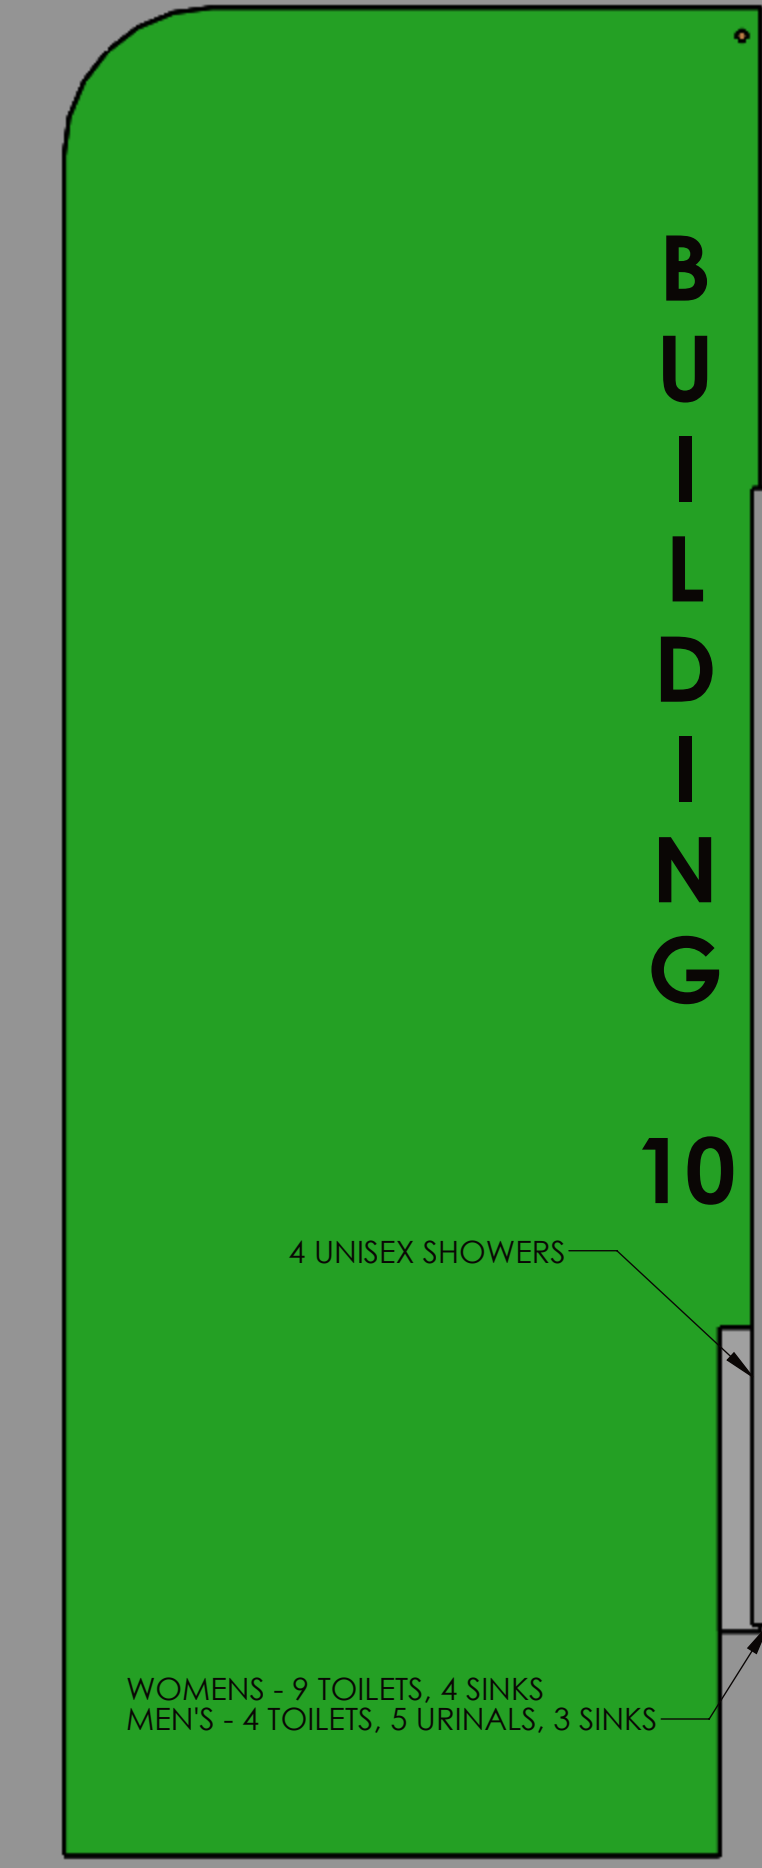 BUILDING
10
4 UNISEX SHOWERS
WOMENS - 9 TOILETS, 4 SINKS
MEN'S - 4 TOILETS, 5 URINALS, 3 SINKS